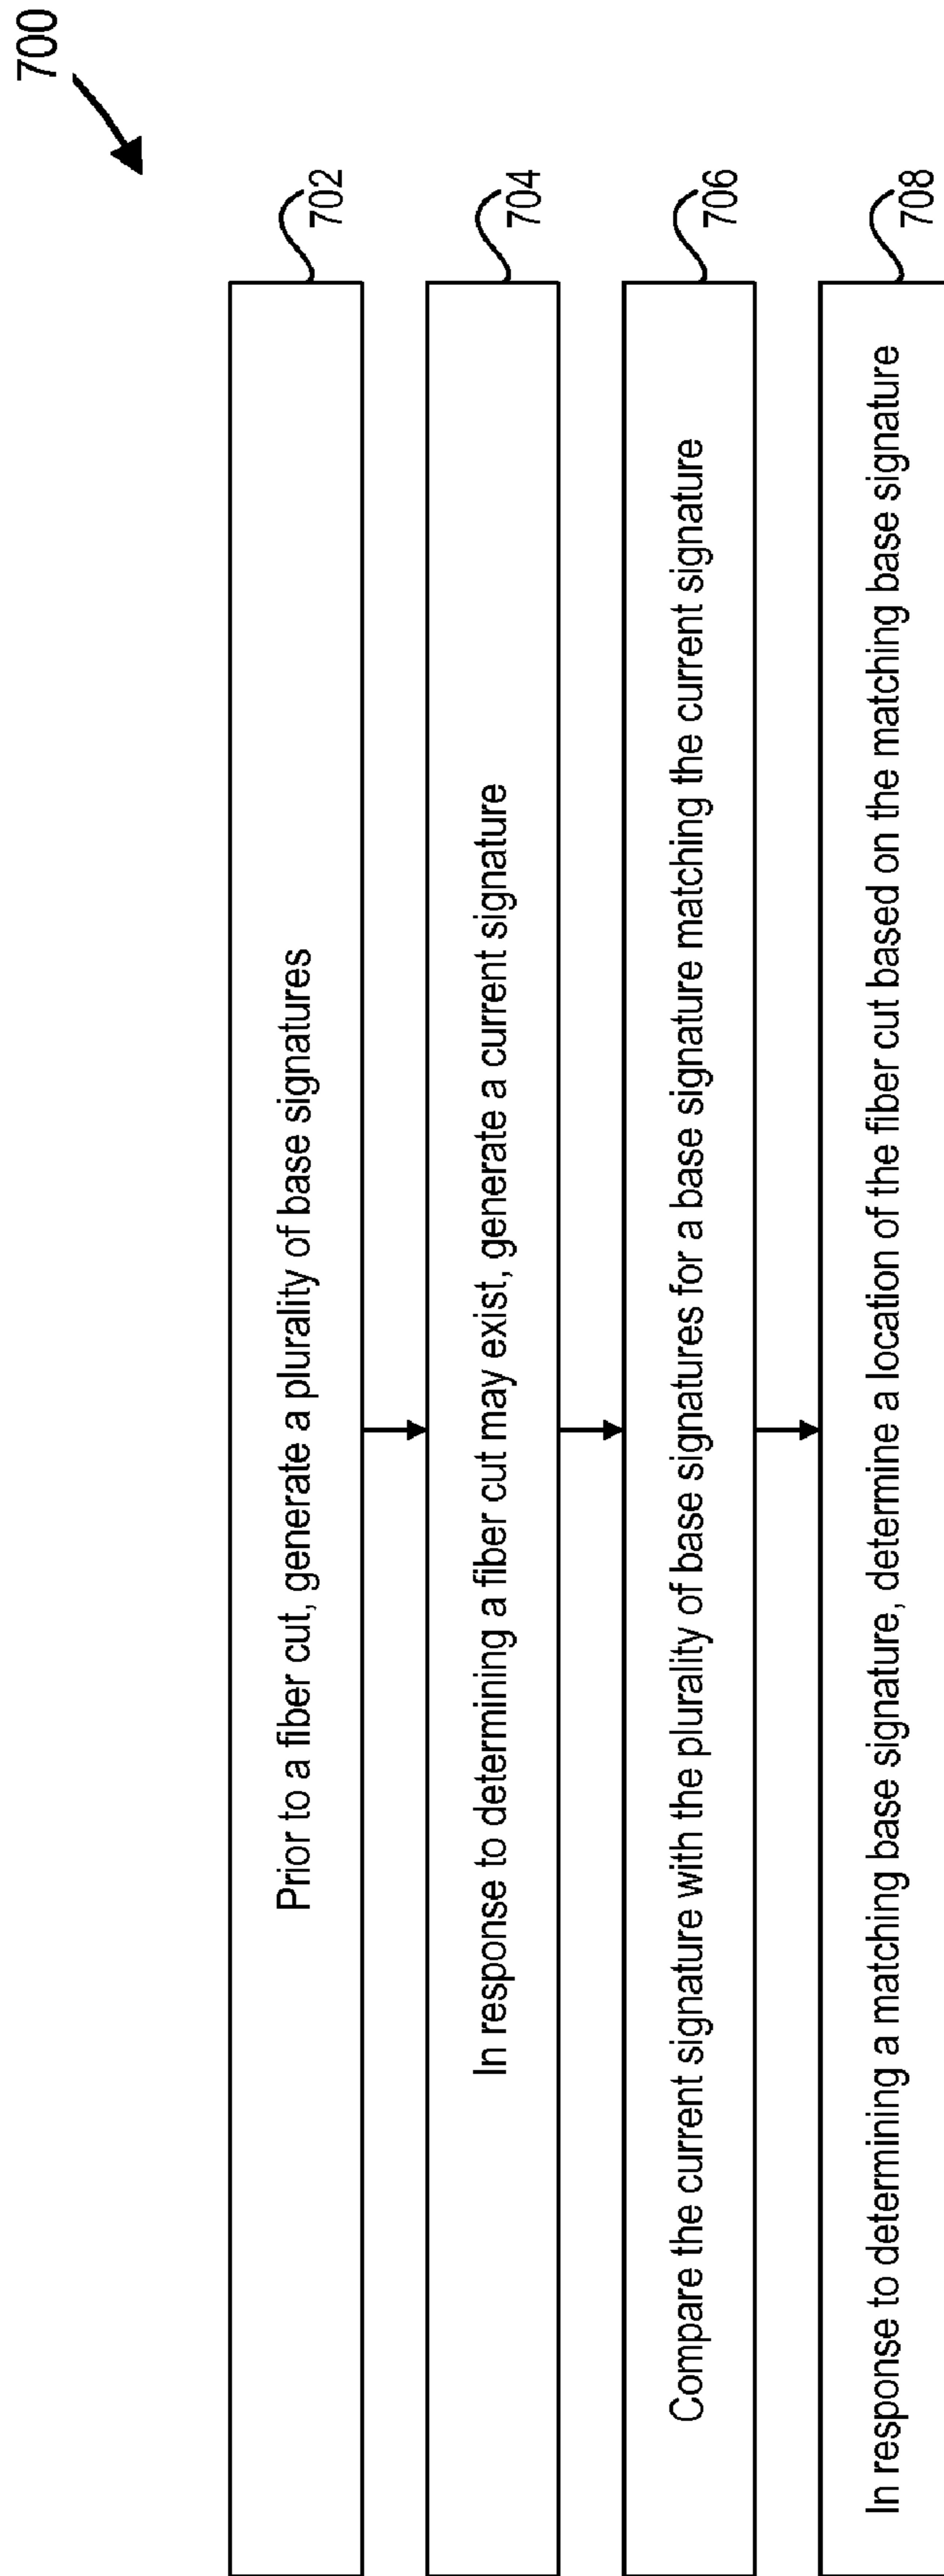 700
Prior to a fiber cut, generate a plurality of base signatures
702
In response to determining a fiber cut may exist, generate a current signature
704
Compare the current signature with the plurality of base signatures for a base signature matching the current signature
706
In response to determining a matching base signature, determine a location of the fiber cut based on the matching base signature
708